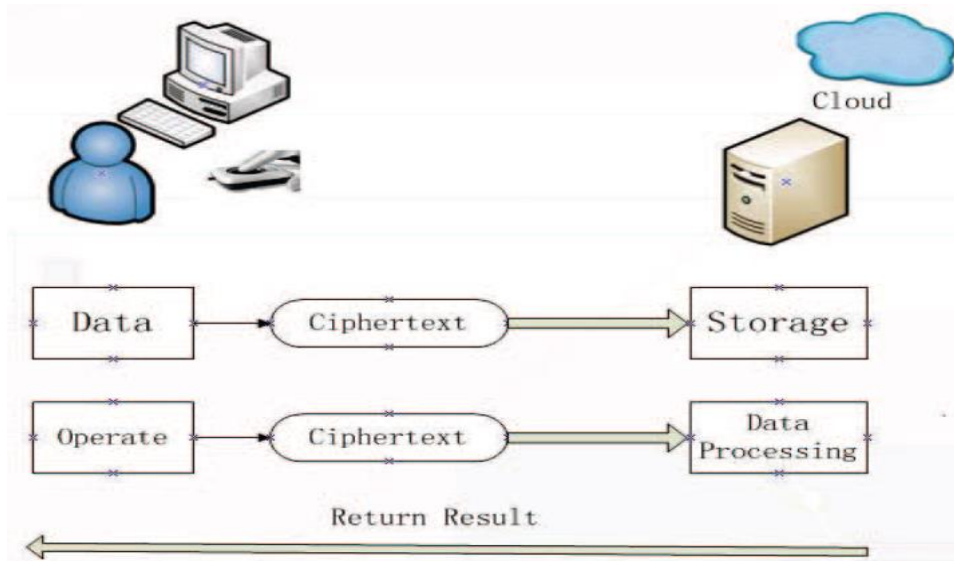 Cloud
Data
Ciphertext
Storage
Operate
Ciphertext
Data
Processing
Return Result